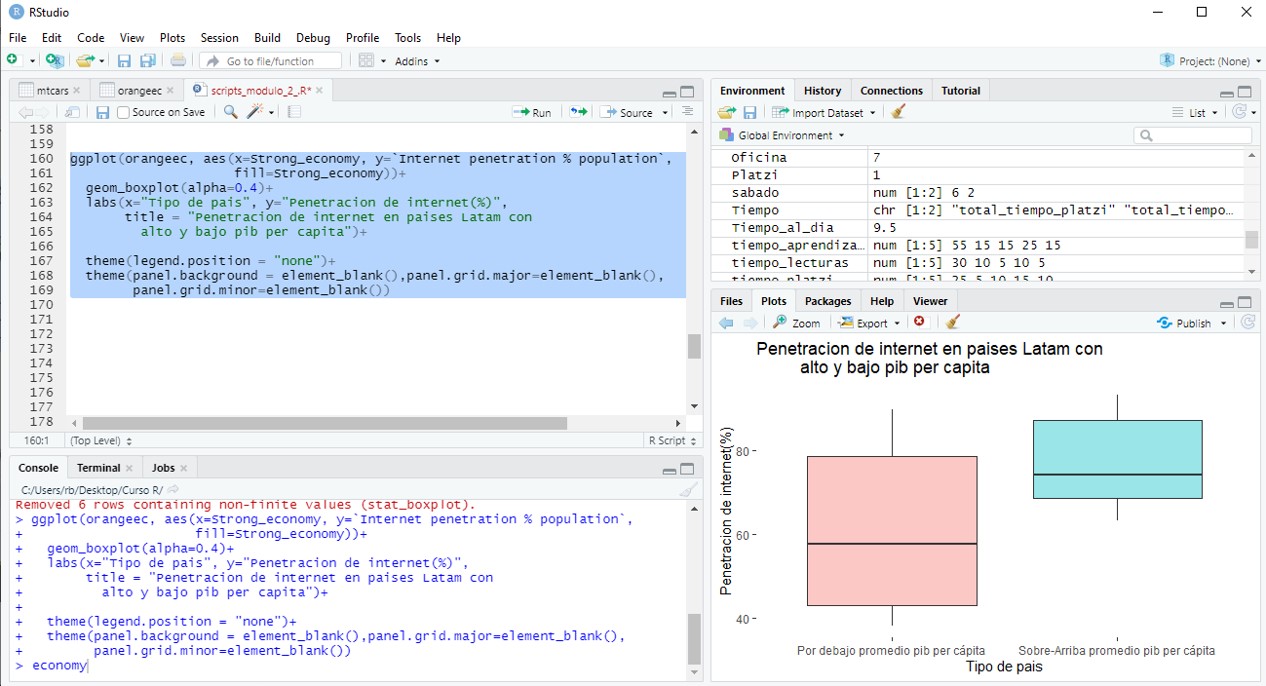 RStudio
File Edit Code View Plots Session Build Debug Profile Tools Help
Go to file/function Addins Project: (None)
mtcars orangeec scripts_modulo_2_.R*
Source on Save Run Source
158
159
160 ggplot(orangeec, aes(x=Strong_economy, y=`Internet penetration % population`,
161 fill=Strong_economy))+
162 geom_boxplot(alpha=0.4)+
163 labs(x="Tipo de pais", y="Penetracion de internet(%)",
164 title = "Penetracion de internet en paises Latam con
165 alto y bajo pib per capita")+
166
167 theme(legend.position = "none")+
168 theme(panel.background = element_blank(),panel.grid.major=element_blank(),
169 panel.grid.minor=element_blank())
170
171
172
173
174
175
176
177
178
160:1 (Top Level) R Script
Console Terminal Jobs
C:/Users/rb/Desktop/Curso R/
Removed 6 rows containing non-finite values (stat_boxplot).
> ggplot(orangeec, aes(x=Strong_economy, y=`Internet penetration % population`,
+ fill=Strong_economy))+
+ geom_boxplot(alpha=0.4)+
+ labs(x="Tipo de pais", y="Penetracion de internet(%)",
+ title = "Penetracion de internet en paises Latam con
+ alto y bajo pib per capita")+
+
+ theme(legend.position = "none")+
+ theme(panel.background = element_blank(),panel.grid.major=element_blank(),
+ panel.grid.minor=element_blank())
> economy
Environment History Connections Tutorial
Import Dataset List
Global Environment
Oficina 7
Platzi 1
sabado num [1:2] 6 2
Tiempo chr [1:2] "total_tiempo_platzi" "total_tiempo...
Tiempo_al_dia 9.5
tiempo_aprendiza... num [1:5] 55 15 15 25 15
tiempo_lecturas num [1:5] 30 10 5 10 5
tiempo_platzi num [1:5] 25 5 10 15 10
Files Plots Packages Help Viewer
Zoom Export Publish
Penetracion de internet en paises Latam con
alto y bajo pib per capita
Penetracion de internet(%)
80
60
40
Por debajo promedio pib per cápita Sobre-Arriba promedio pib per cápita
Tipo de pais